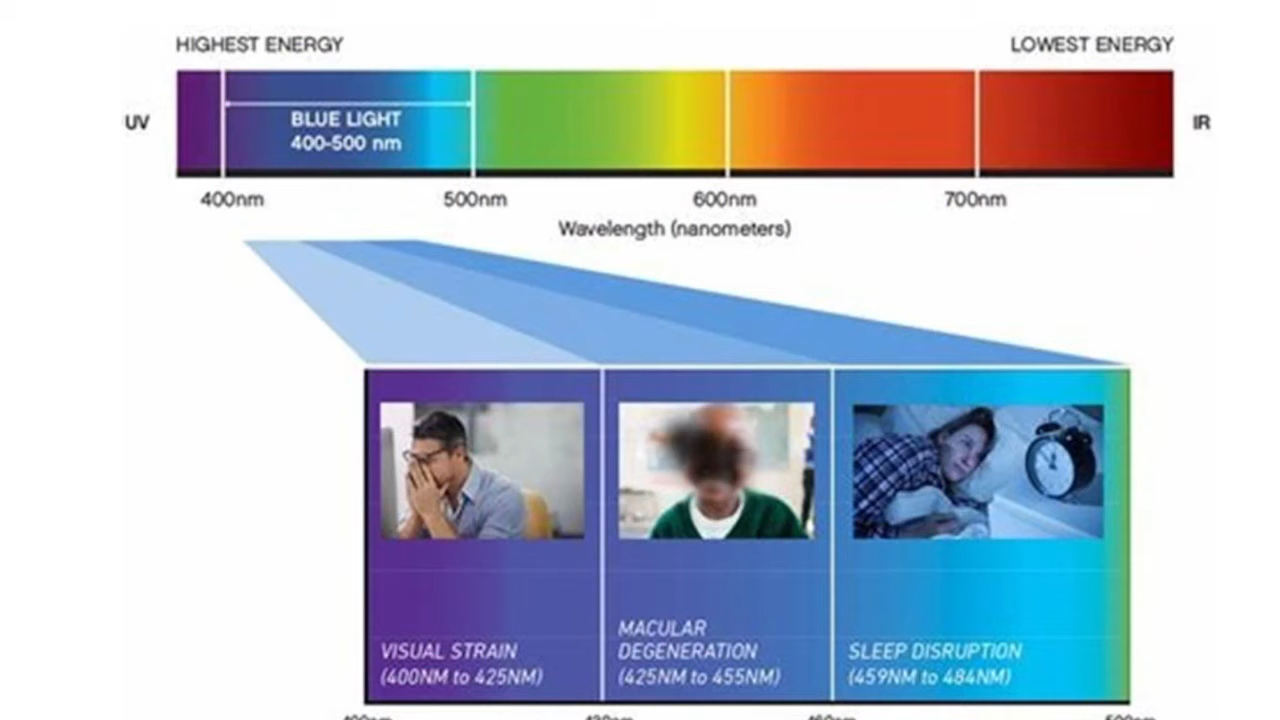 HIGHEST ENERGY
LOWEST ENERGY
UV
BLUE LIGHT
400-500 nm
IR
400nm
500nm
600nm
700nm
Wavelength (nanometers)
VISUAL STRAIN
(400NM to 425NM)
MACULAR
DEGENERATION
(425NM to 455NM)
SLEEP DISRUPTION
(459NM to 484NM)